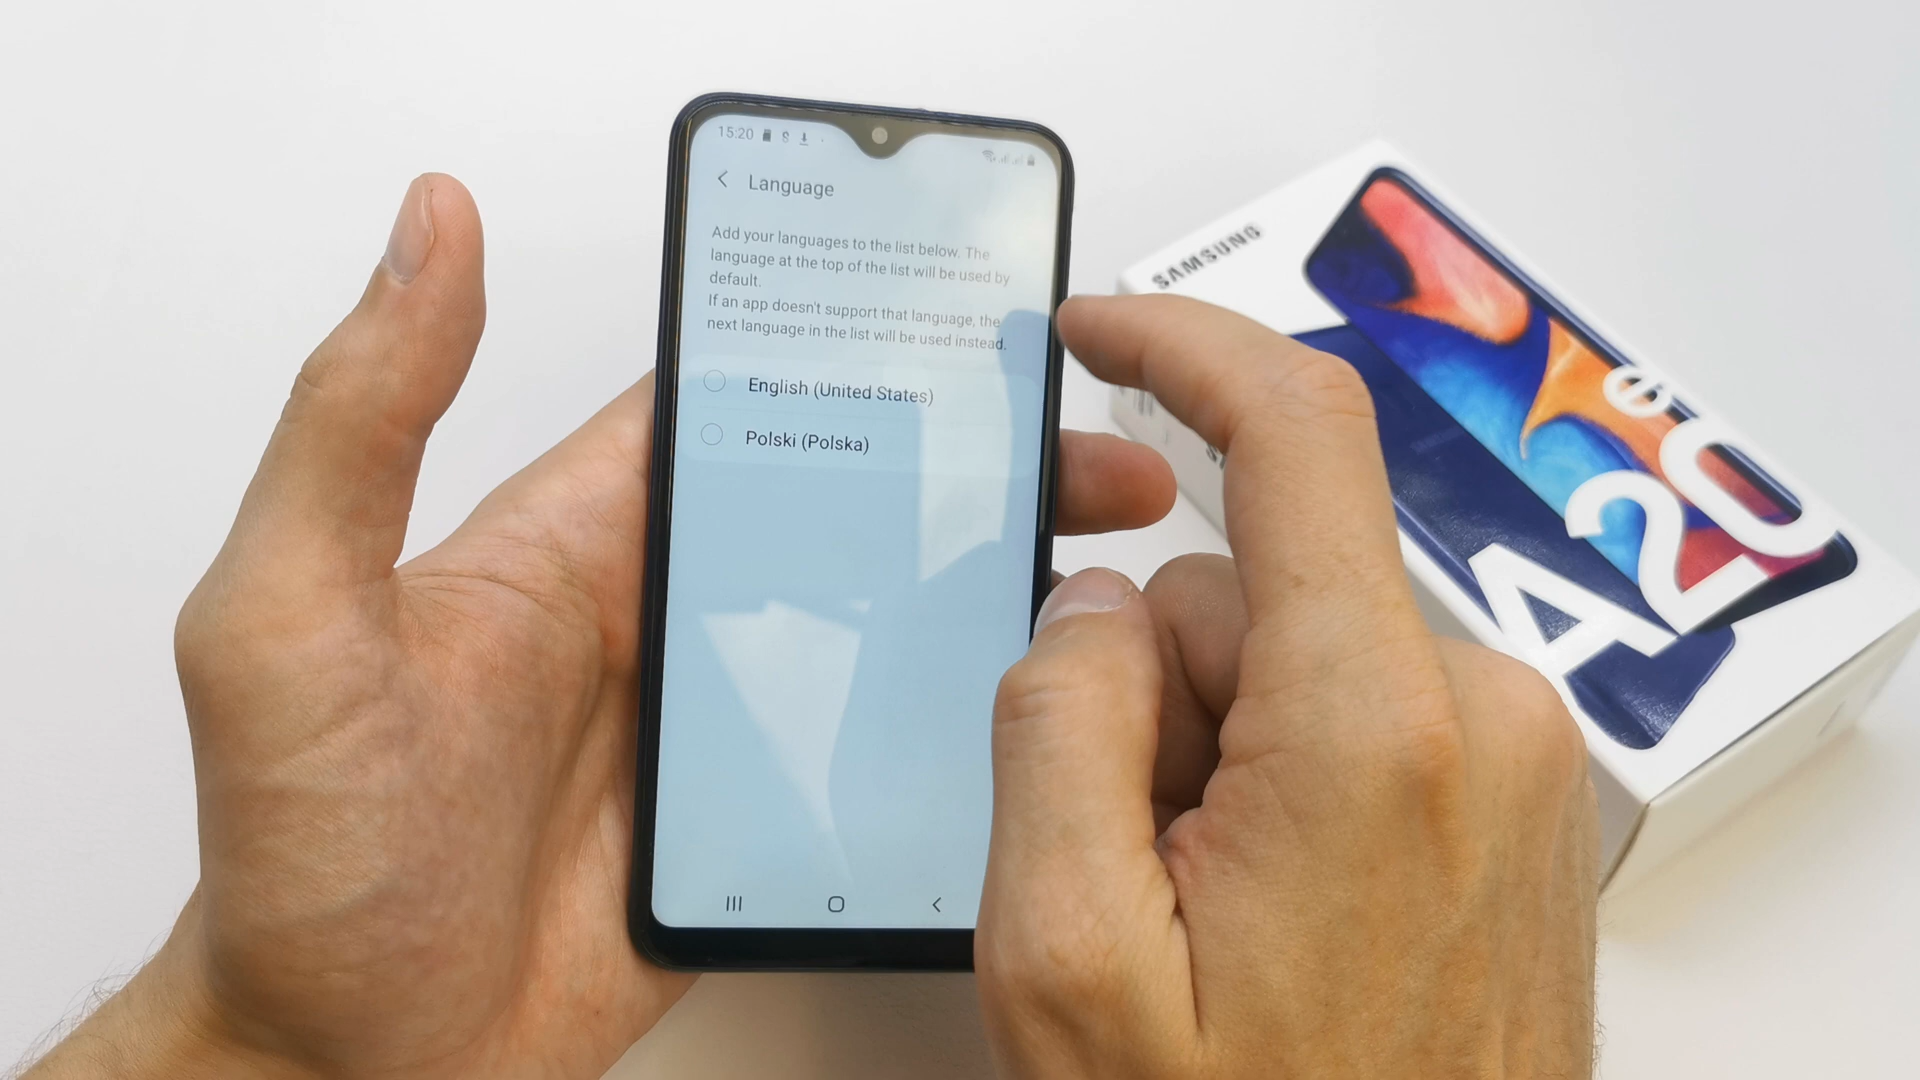 15:20
Language
Add your languages to the list below. The
language at the top of the list will be used by
default.
If an app doesn't support that language, the
next language in the list will be used instead.
English (United States)
Polski (Polska)
SAMSUNG
A20e